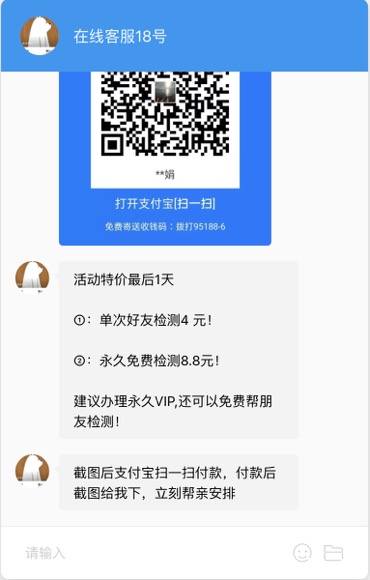 在线客服18号
**娟
打开支付宝[扫一扫]
免费寄送收钱码：拨打95188-6
活动特价最后1天
①：单次好友检测4 元！
②：永久免费检测8.8元！
建议办理永久VIP,还可以免费帮朋
友检测！
截图后支付宝扫一扫付款，付款后
截图给我下，立刻帮亲安排
请输入